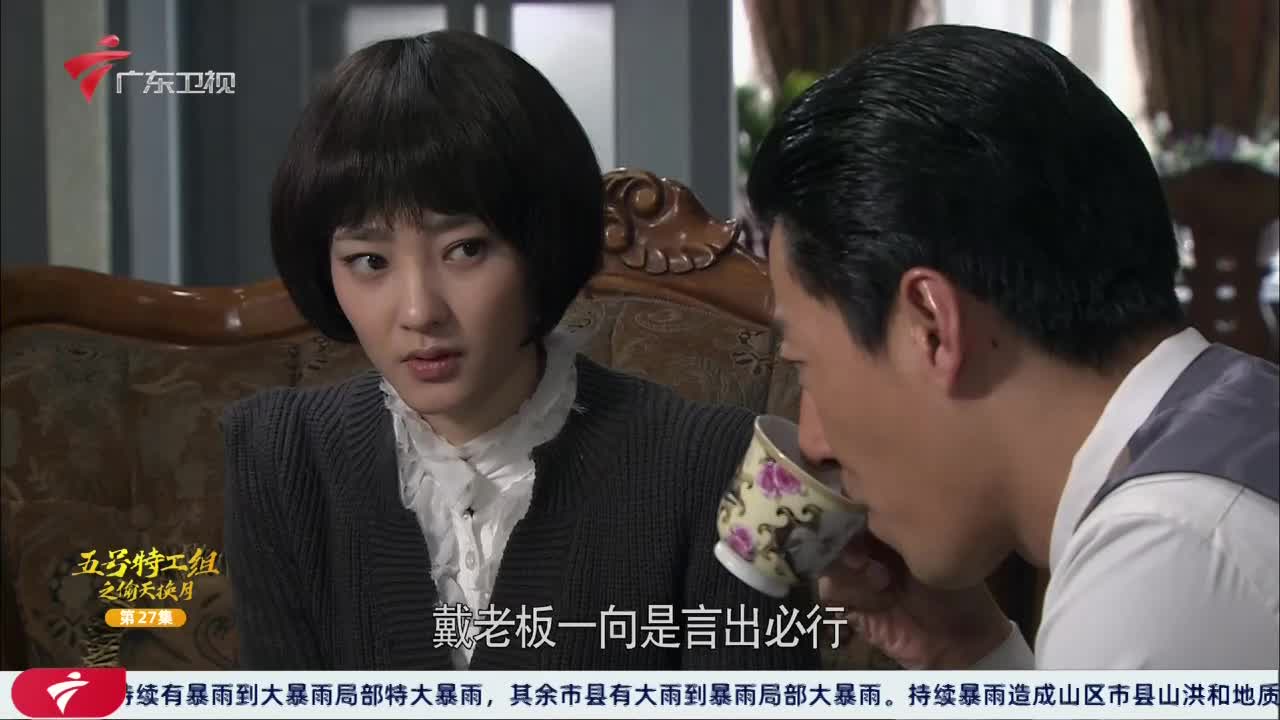 广东卫视
五号特工组
之偷天换月
第27集
戴老板一向是言出必行
持续有暴雨到大暴雨局部特大暴雨，其余市县有大雨到暴雨局部大暴雨。持续暴雨造成山区市县山洪和地质